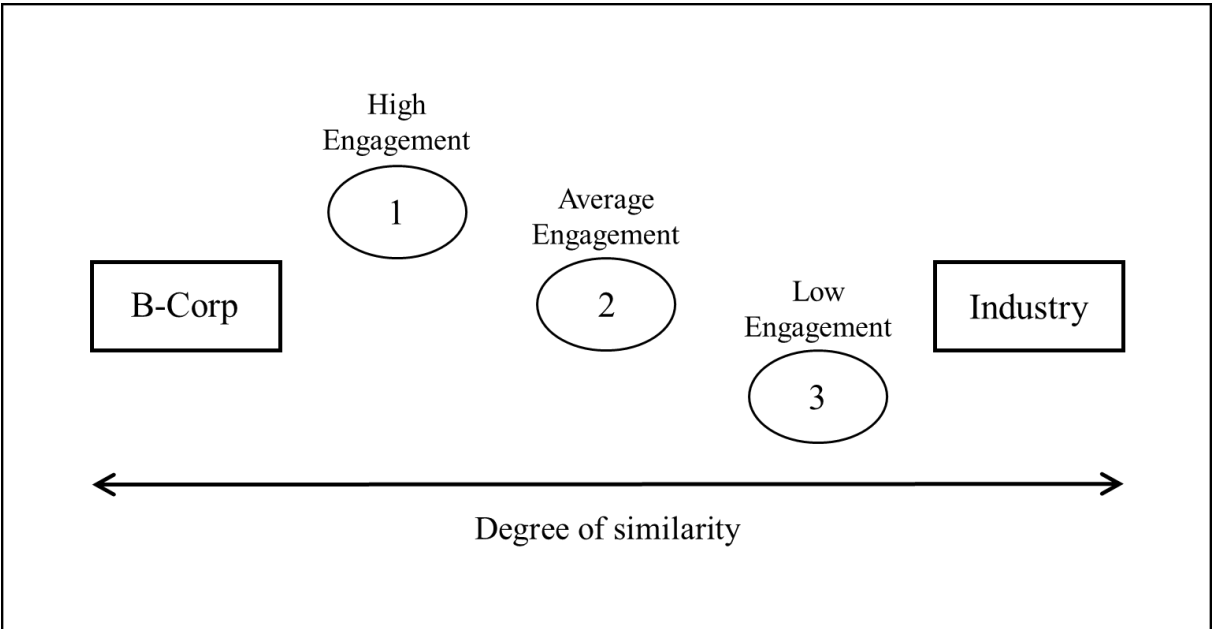 High
Engagement
1
Average
Engagement
2
Low
Engagement
3
B-Corp
Industry
Degree of similarity